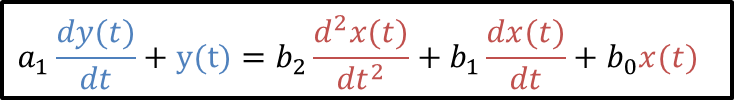 a₁ dy(t)/dt + y(t) = b₂ d²x(t)/dt² + b₁ dx(t)/dt + b₀x(t)